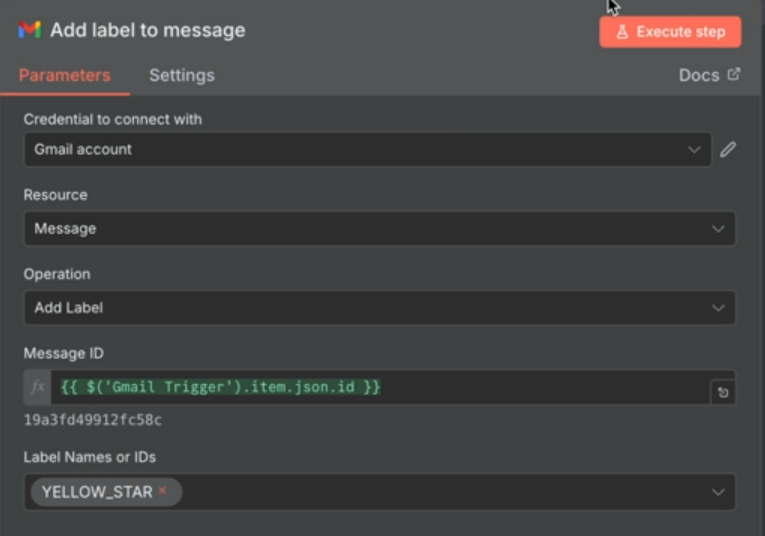 Add label to message
Execute step
Parameters
Settings
Docs
Credential to connect with
Gmail account
Resource
Message
Operation
Add Label
Message ID
fx {{ $('Gmail Trigger').item.json.id }}
19a3fd49912fc58c
Label Names or IDs
YELLOW_STAR ×